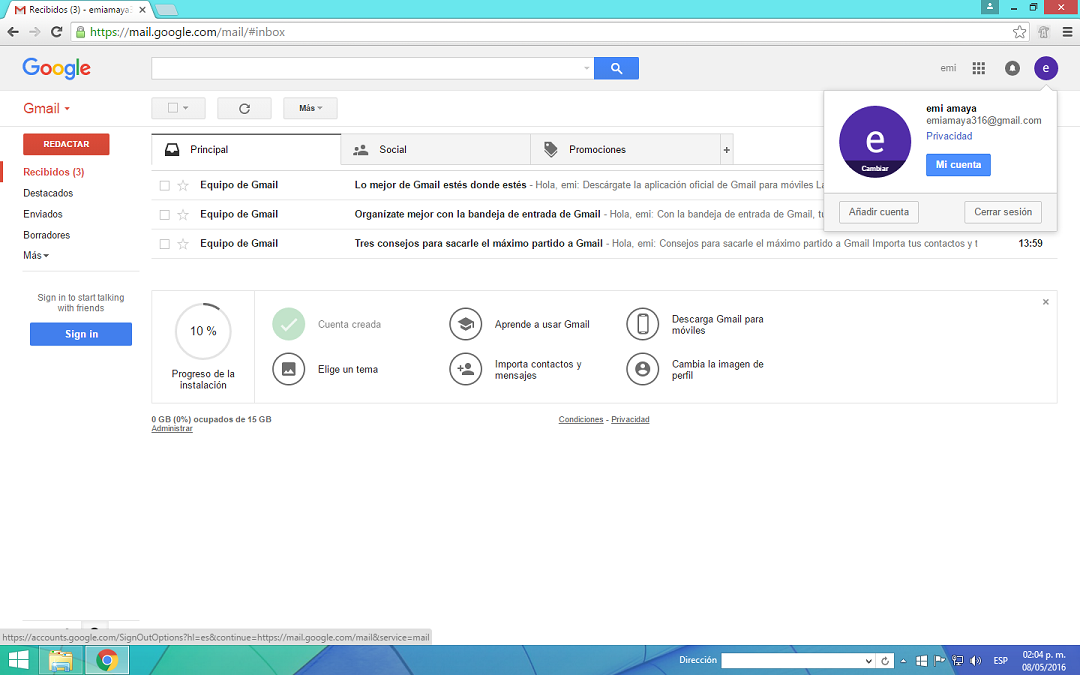 Recibidos (3) - emiamaya3
https://mail.google.com/mail/#inbox
Google
emi
e
Gmail
Más
emi amaya
emiamaya316@gmail.com
Privacidad
Mi cuenta
e
Cambiar
Añadir cuenta
Cerrar sesión
REDACTAR
Recibidos (3)
Destacados
Enviados
Borradores
Más
Principal
Social
Promociones
+
Equipo de Gmail Lo mejor de Gmail estés donde estés - Hola, emi: Descárgate la aplicación oficial de Gmail para móviles
Equipo de Gmail Organízate mejor con la bandeja de entrada de Gmail - Hola, emi: Con la bandeja de entrada de Gmail,
Equipo de Gmail Tres consejos para sacarle el máximo partido a Gmail - Hola, emi: Consejos para sacarle el máximo partido a Gmail Importa tus contactos y t 13:59
Sign in to start talking
with friends
Sign in
10 %
Progreso de la
instalación
Cuenta creada
Aprende a usar Gmail
Descarga Gmail para
móviles
Elige un tema
Importa contactos y
mensajes
Cambia la imagen de
perfil
0 GB (0%) ocupados de 15 GB
Administrar
Condiciones - Privacidad
https://accounts.google.com/SignOutOptions?hl=es&continue=https://mail.google.com/mail&service=mail
Dirección
ESP
02:04 p. m.
08/05/2016